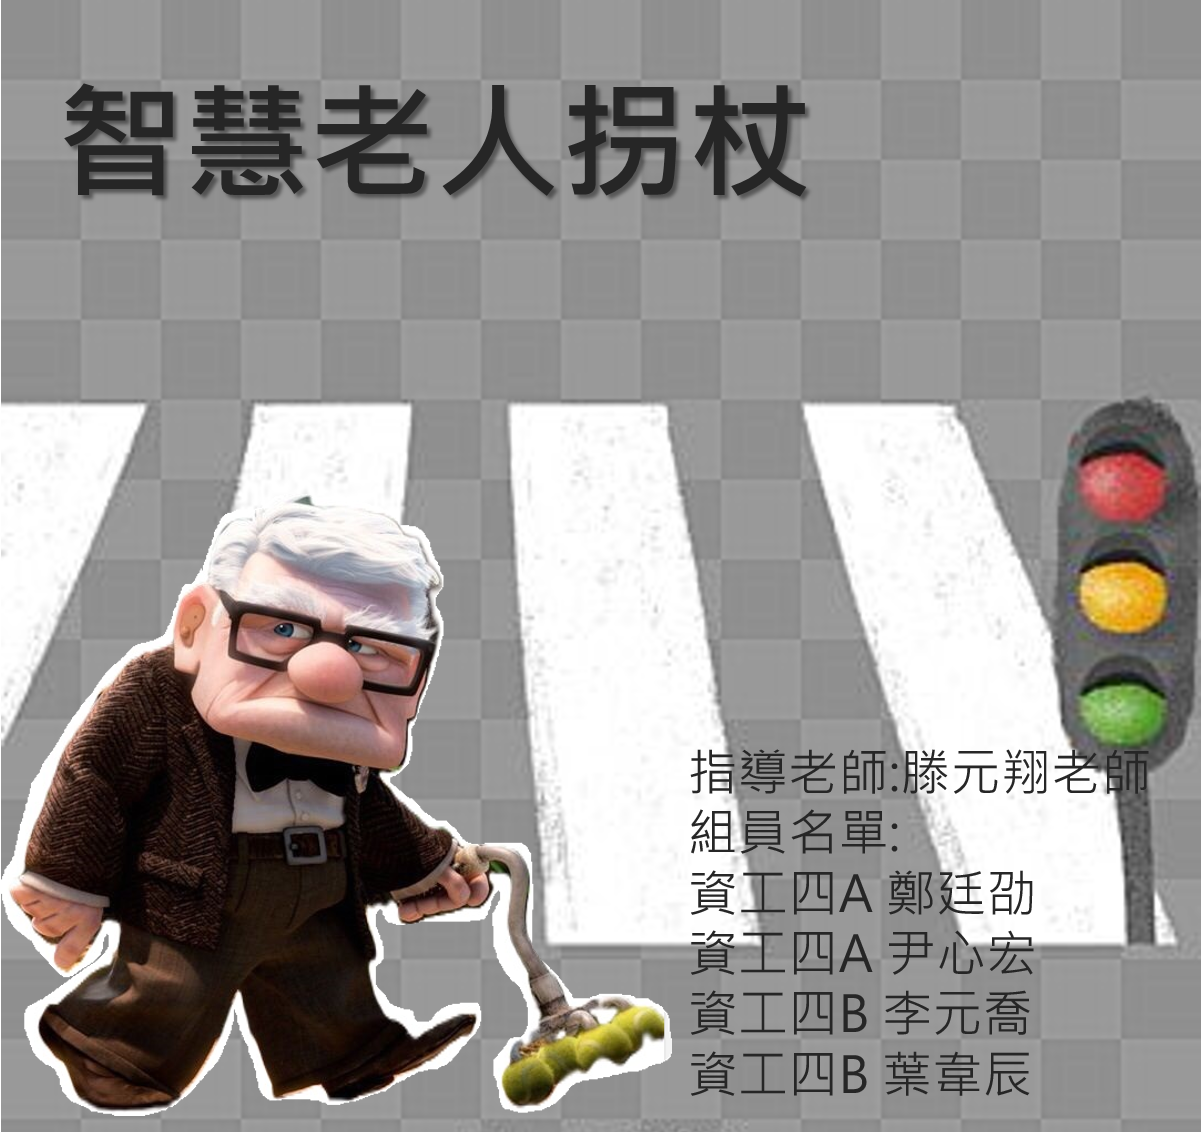 智慧老人拐杖
指導老師:滕元翔老師
組員名單:
資工四A 鄭廷劭
資工四A 尹心宏
資工四B 李元喬
資工四B 葉韋辰